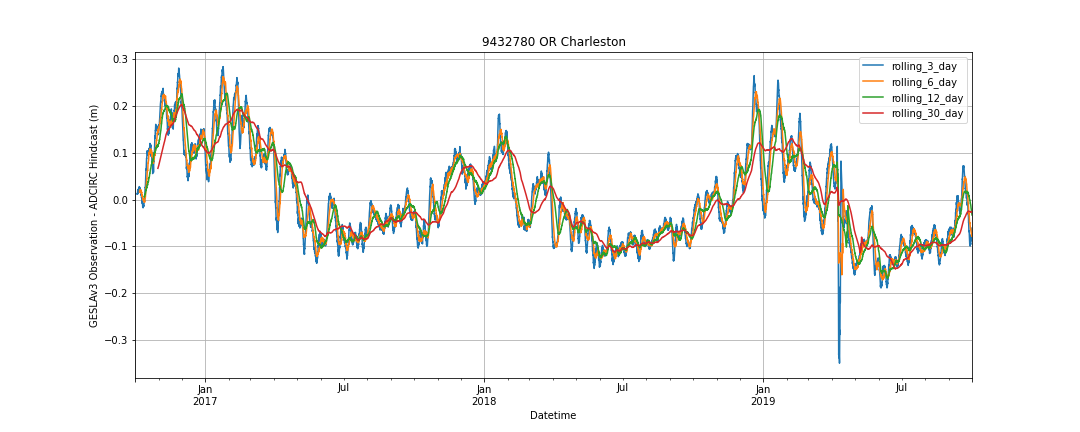 9432780 OR Charleston
GESLAv3 Observation - ADCIRC Hindcast (m)
0.3
0.2
0.1
0.0
−0.1
−0.2
−0.3
rolling_3_day
rolling_6_day
rolling_12_day
rolling_30_day
Jan
2017
Jul
Jan
2018
Jul
Jan
2019
Jul
Datetime